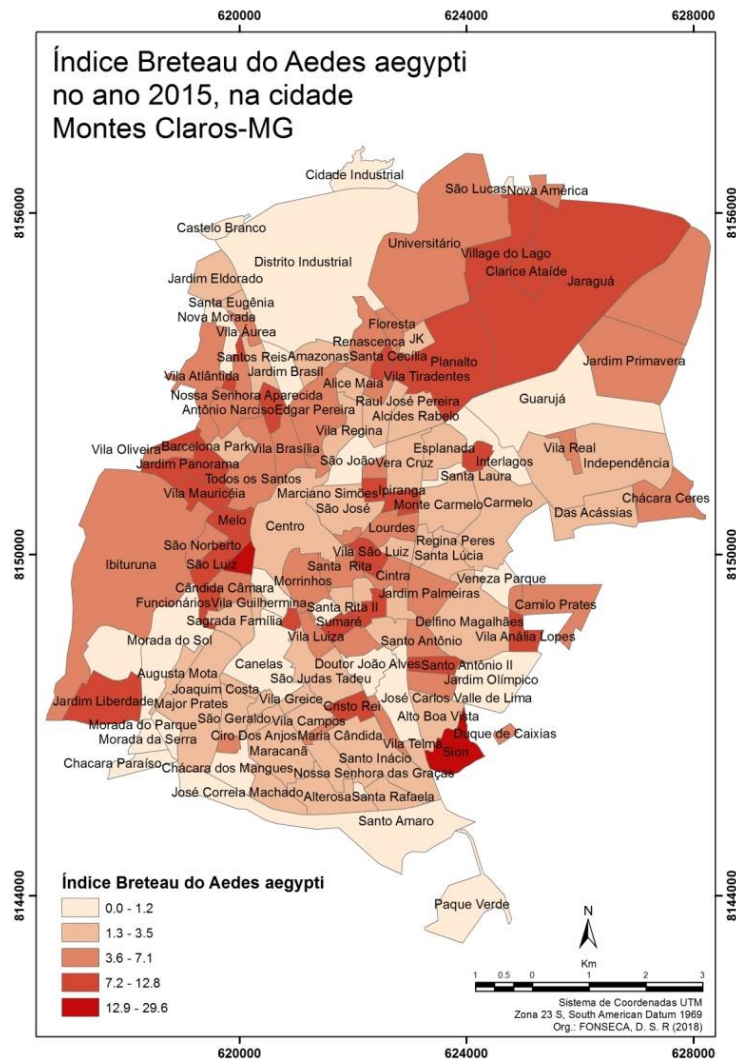 620000
624000
628000
Índice Breteau do Aedes aegypti
no ano 2015, na cidade
Montes Claros-MG
Cidade Industrial
São Lucas
Nova América
8156000
8156000
Castelo Branco
Universitário
Distrito Industrial
Village do Lago
Clarice Ataíde
Jardim Eldorado
Jaraguá
Santa Eugênia
Nova Morada
Floresta
Vila Áurea
Renascença
JK
Santos Reis
Amazonas
Santa Cecília
Planalto
Jardim Primavera
Jardim Brasil
Vila Atlântida
Alice Maia
Vila Tiradentes
Nossa Senhora Aparecida
Raul José Pereira
Guarujá
Antônio Narciso
Edgar Pereira
Alcides Rabelo
Vila Regina
Vila Oliveira
Barcelona Park
Vila Brasília
Esplanada
Vila Real
São João
Vera Cruz
Interlagos
Independência
Jardim Panorama
Todos os Santos
Santa Laura
Vila Mauricéia
Marciano Simões
Ipiranga
Chácara Ceres
São José
Monte Carmelo
Carmelo
Melo
Centro
Das Acássias
Lourdes
São Norberto
Regina Peres
Vila São Luiz
8150000
8150000
Ibituruna
São Luiz
Santa Rita
Santa Lúcia
Morrinhos
Cintra
Veneza Parque
Cândida Câmara
Jardim Palmeiras
Camilo Prates
Funcionários
Vila Guilhermina
Santa Rita II
Sagrada Família
Sumaré
Delfino Magalhães
Vila Luiza
Santo Antônio
Vila Anália Lopes
Morada do Sol
Canelas
Doutor João Alves
Santo Antônio II
Augusta Mota
São Judas Tadeu
Jardim Olímpico
Joaquim Costa
Jardim Liberdade
Major Prates
Vila Greice
Cristo Rei
José Carlos Valle de Lima
São Geraldo
Vila Campos
Alto Boa Vista
Morada do Parque
Ciro Dos Anjos
Maria Cândida
Duque de Caixias
Morada da Serra
Maracanã
Vila Telma
Sion
Chacara Paraíso
Santo Inácio
Chácara dos Mangues
Nossa Senhora das Graças
José Correia Machado
Alterosa
Santa Rafaela
Santo Amaro
Índice Breteau do Aedes aegypti
0.0 - 1.2
1.3 - 3.5
3.6 - 7.1
7.2 - 12.8
12.9 - 29.6
8144000
8144000
Paque Verde
N
Km
1 0.5 0 1 2 3
Sistema de Coordenadas UTM
Zona 23 S, South American Datum 1969
Org.: FONSECA, D. S. R (2018)
620000
624000
628000